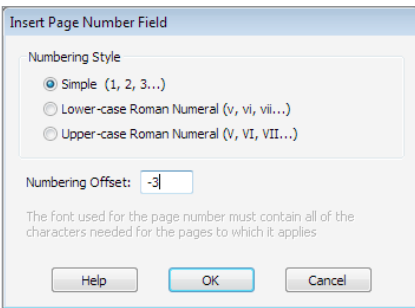 Insert Page Number Field
Numbering Style
Simple (1, 2, 3...)
Lower-case Roman Numeral (v, vi, vii...)
Upper-case Roman Numeral (V, VI, VII...)
Numbering Offset: -3
The font used for the page number must contain all of the
characters needed for the pages to which it applies
Help OK Cancel